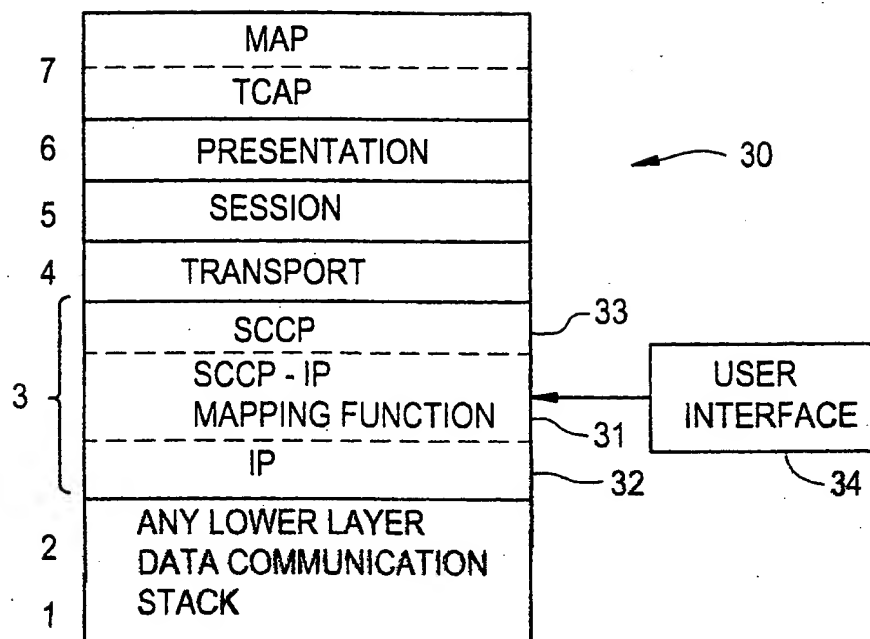 MAP
7
TCAP
6
PRESENTATION
30
5
SESSION
4
TRANSPORT
SCCP
33
3
SCCP - IP
MAPPING FUNCTION
31
USER
INTERFACE
34
IP
32
2
1
ANY LOWER LAYER
DATA COMMUNICATION
STACK